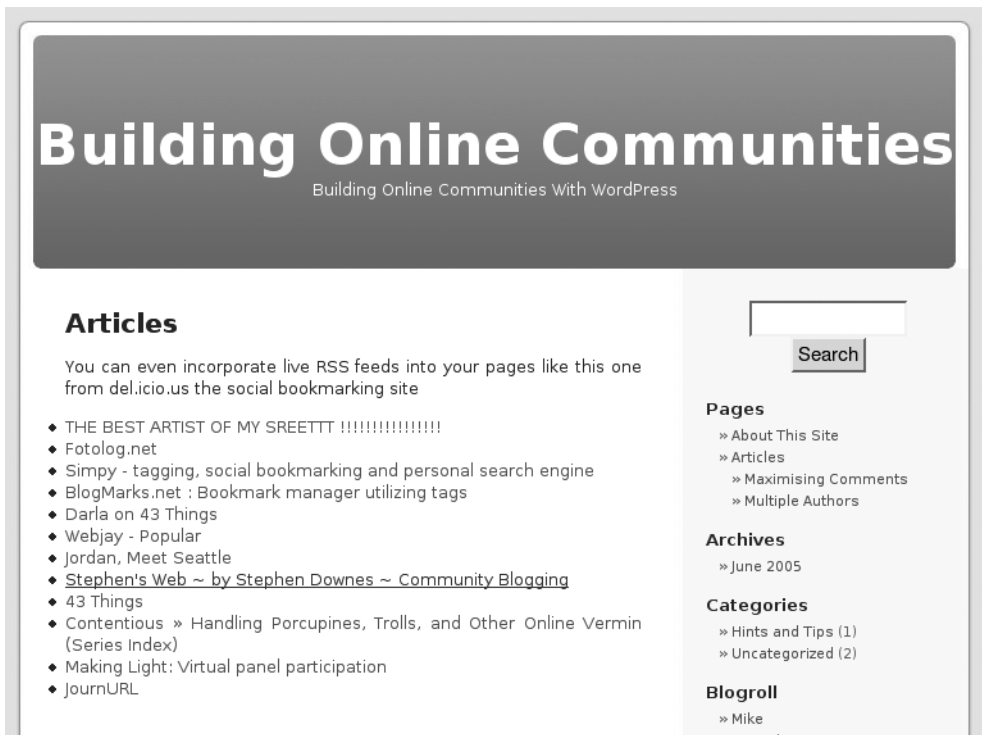 Building Online Communities
Building Online Communities With WordPress
Articles
You can even incorporate live RSS feeds into your pages like this one
from del.icio.us the social bookmarking site
THE BEST ARTIST OF MY SREETTT !!!!!!!!!!!!!!!!
Fotolog.net
Simpy - tagging, social bookmarking and personal search engine
BlogMarks.net : Bookmark manager utilizing tags
Darla on 43 Things
Webjay - Popular
Jordan, Meet Seattle
Stephen's Web ~ by Stephen Downes ~ Community Blogging
43 Things
Contentious » Handling Porcupines, Trolls, and Other Online Vermin
(Series Index)
Making Light: Virtual panel participation
JournURL
Search
Pages
» About This Site
» Articles
» Maximising Comments
» Multiple Authors
Archives
» June 2005
Categories
» Hints and Tips (1)
» Uncategorized (2)
Blogroll
» Mike